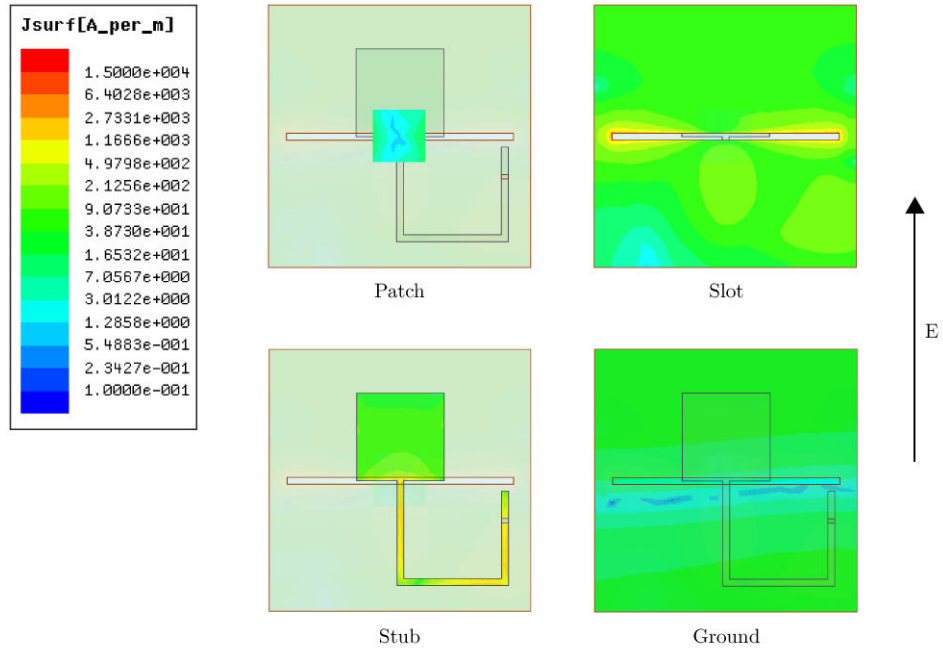 Jsurf[A_per_m]
1.5000e+004
6.4028e+003
2.7331e+003
1.1666e+003
4.9798e+002
2.1256e+002
9.0733e+001
3.8730e+001
1.6532e+001
7.0567e+000
3.0122e+000
1.2858e+000
5.4883e-001
2.3427e-001
1.0000e-001
Patch
Slot
E
Stub
Ground